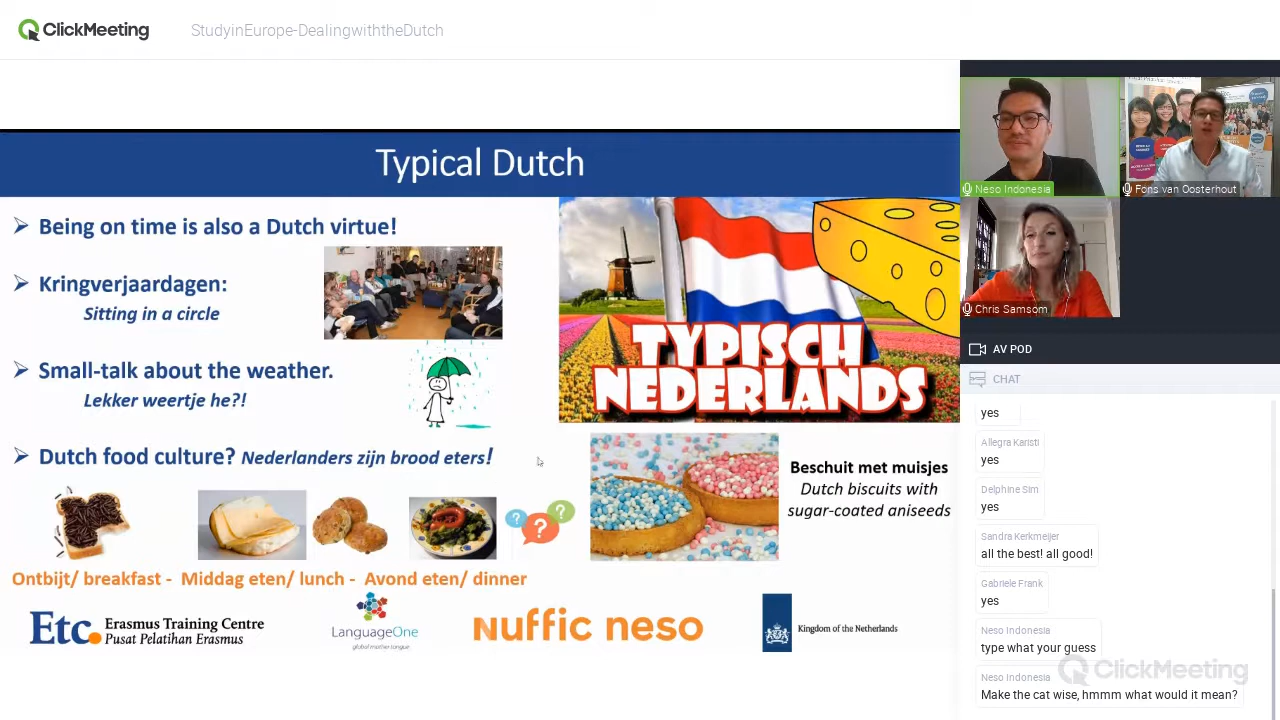 ClickMeeting
StudyinEurope-DealingwiththeDutch
Typical Dutch
Being on time is also a Dutch virtue!
Kringverjaardagen:
Sitting in a circle
Small-talk about the weather.
Lekker weertje he?!
Dutch food culture? Nederlanders zijn brood eters!
TYPISCH
NEDERLANDS
Beschuit met muisjes
Dutch biscuits with
sugar-coated aniseeds
? ? ?
Ontbijt/ breakfast - Middag eten/ lunch - Avond eten/ dinner
Etc. Erasmus Training Centre
Pusat Pelatihan Erasmus
LanguageOne
global mother tongue
nuffic neso
Kingdom of the Netherlands
Neso Indonesia
Fons van Oosterhout
Chris Samsom
AV POD
CHAT
yes
Allegra Karisti
yes
Delphine Sim
yes
Sandra Kerkmeijer
all the best! all good!
Gabriele Frank
yes
Neso Indonesia
type what your guess
ClickMeeting
Neso Indonesia
Make the cat wise, hmmm what would it mean?